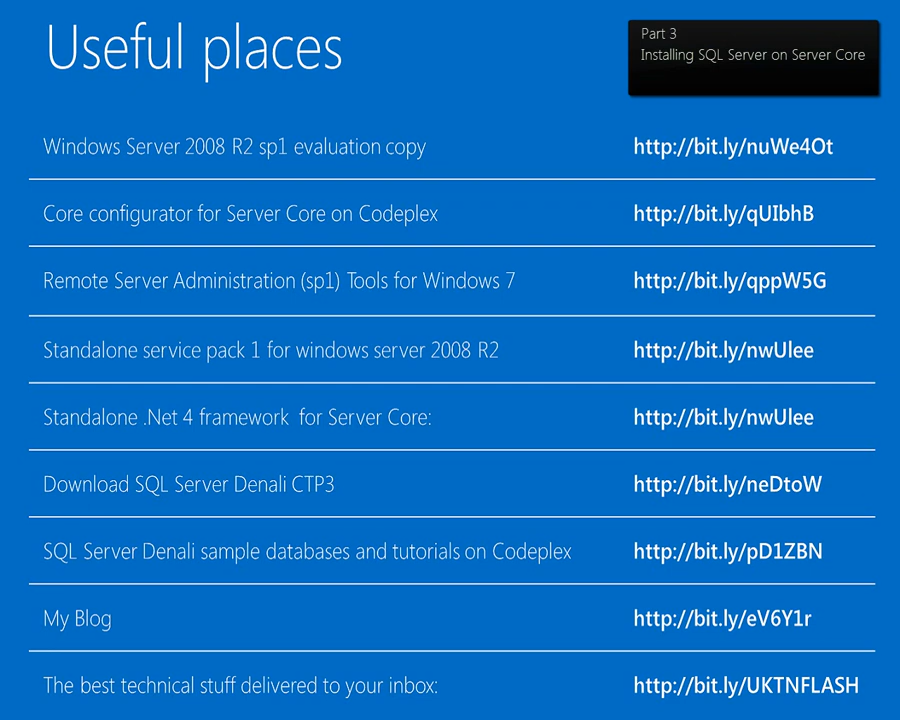 Useful places
Part 3
Installing SQL Server on Server Core
Windows Server 2008 R2 sp1 evaluation copy http://bit.ly/nuWe4Ot
Core configurator for Server Core on Codeplex http://bit.ly/qUIbhB
Remote Server Administration (sp1) Tools for Windows 7 http://bit.ly/qppW5G
Standalone service pack 1 for windows server 2008 R2 http://bit.ly/nwUlee
Standalone .Net 4 framework for Server Core: http://bit.ly/nwUlee
Download SQL Server Denali CTP3 http://bit.ly/neDtoW
SQL Server Denali sample databases and tutorials on Codeplex http://bit.ly/pD1ZBN
My Blog http://bit.ly/eV6Y1r
The best technical stuff delivered to your inbox: http://bit.ly/UKTNFLASH